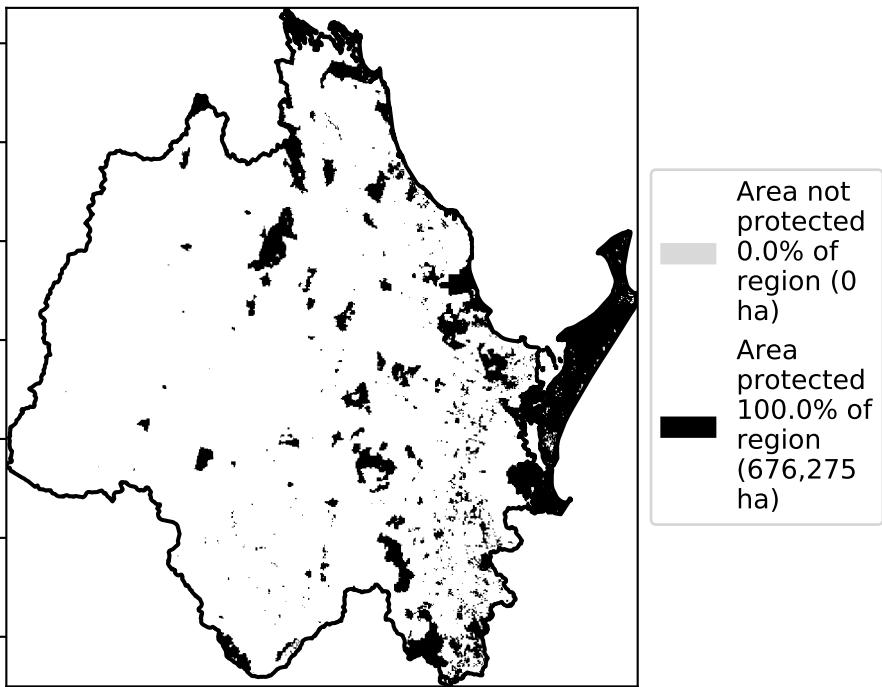 Area not
protected
0.0% of
region (0
ha)
Area
protected
100.0% of
region
(676,275
ha)